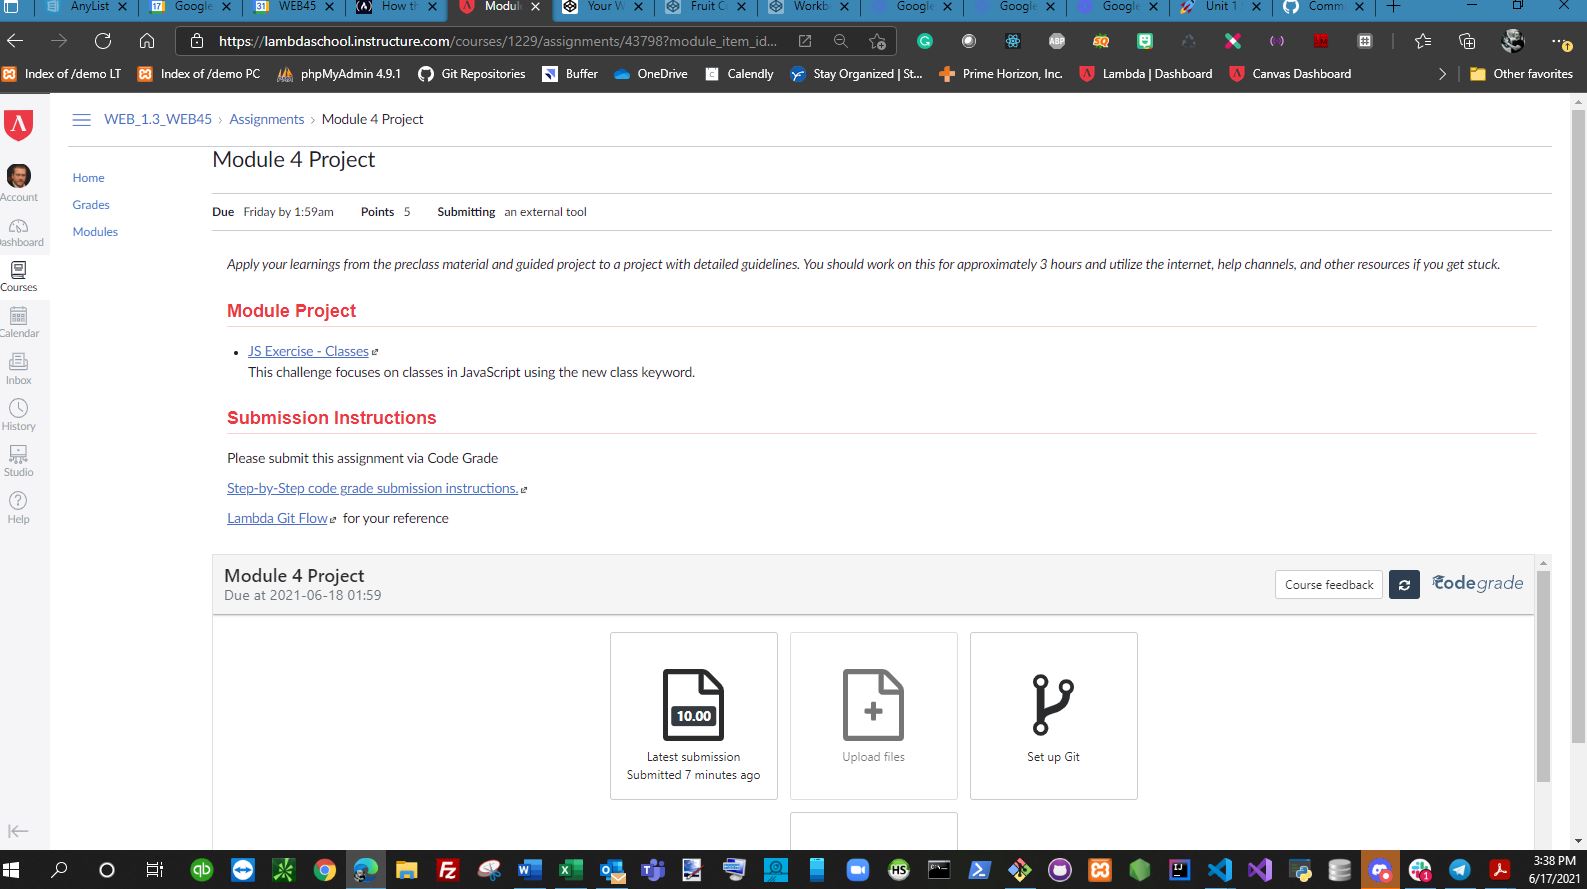 AnyList
Google
WEB45
How th
Module
Your W
Fruit C
Workb
Google
Google
Google
Unit 1
Comm
https://lambdaschool.instructure.com/courses/1229/assignments/43798?module_item_id...
Index of /demo LT
Index of /demo PC
phpMyAdmin 4.9.1
Git Repositories
Buffer
OneDrive
Calendly
Stay Organized | St...
Prime Horizon, Inc.
Lambda | Dashboard
Canvas Dashboard
Other favorites
WEB_1.3_WEB45 › Assignments › Module 4 Project
Account
Dashboard
Courses
Calendar
Inbox
History
Studio
Help
Home
Grades
Modules
Module 4 Project
Due Friday by 1:59am Points 5 Submitting an external tool
Apply your learnings from the preclass material and guided project to a project with detailed guidelines. You should work on this for approximately 3 hours and utilize the internet, help channels, and other resources if you get stuck.
Module Project
JS Exercise - Classes
This challenge focuses on classes in JavaScript using the new class keyword.
Submission Instructions
Please submit this assignment via Code Grade
Step-by-Step code grade submission instructions.
Lambda Git Flow for your reference
Module 4 Project
Due at 2021-06-18 01:59
Course feedback
codegrade
10.00
Latest submission
Submitted 7 minutes ago
Upload files
Set up Git
3:38 PM
6/17/2021